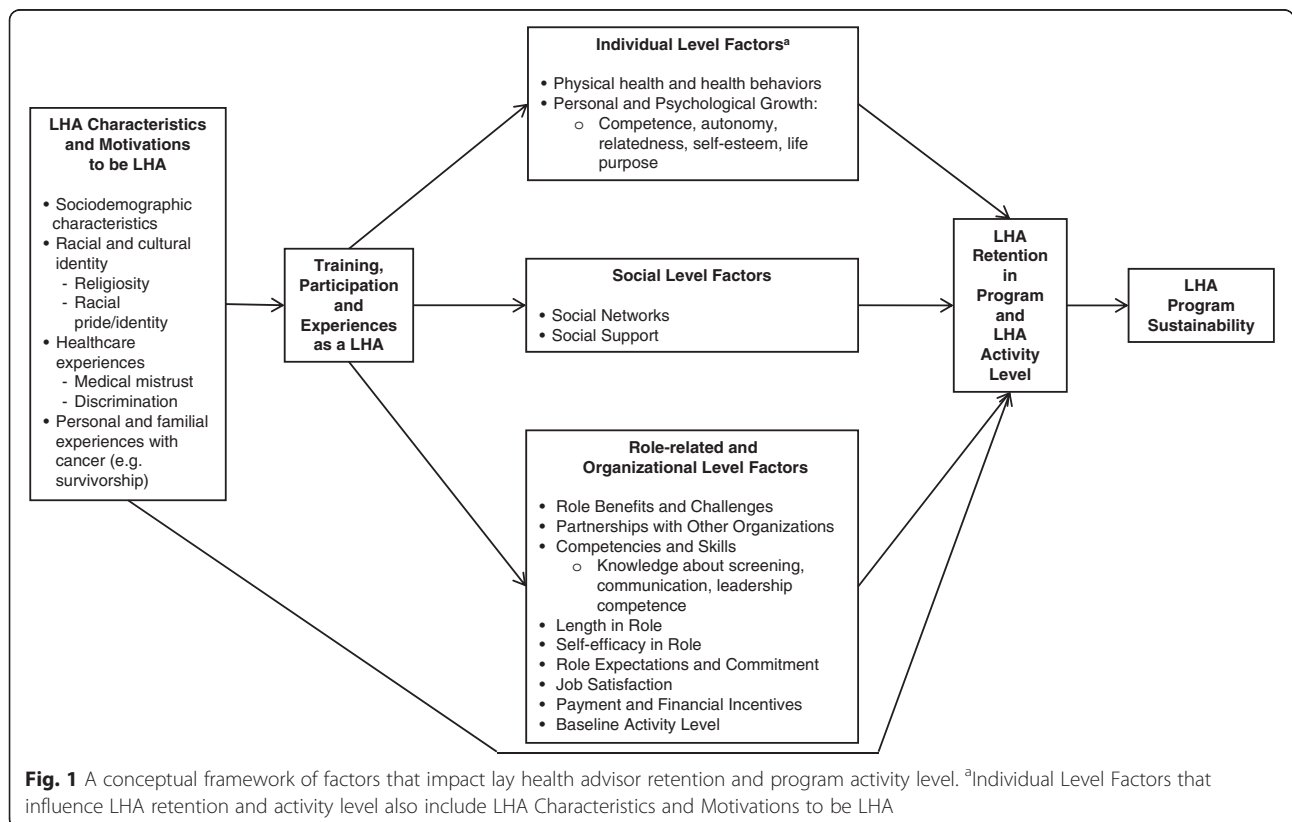 LHA Characteristics
and Motivations
to be LHA
• Sociodemographic
characteristics
• Racial and cultural
identity
- Religiosity
- Racial
pride/identity
• Healthcare
experiences
- Medical mistrust
- Discrimination
• Personal and familial
experiences with
cancer (e.g.
survivorship)
Training,
Participation
and
Experiences
as a LHA
Individual Level Factorsᵃ
• Physical health and health behaviors
• Personal and Psychological Growth:
o Competence, autonomy,
relatedness, self-esteem, life
purpose
Social Level Factors
• Social Networks
• Social Support
Role-related and
Organizational Level Factors
• Role Benefits and Challenges
• Partnerships with Other Organizations
• Competencies and Skills
o Knowledge about screening,
communication, leadership
competence
• Length in Role
• Self-efficacy in Role
• Role Expectations and Commitment
• Job Satisfaction
• Payment and Financial Incentives
• Baseline Activity Level
LHA
Retention
in
Program
and
LHA
Activity
Level
LHA
Program
Sustainability
Fig. 1 A conceptual framework of factors that impact lay health advisor retention and program activity level. ᵃIndividual Level Factors that
influence LHA retention and activity level also include LHA Characteristics and Motivations to be LHA